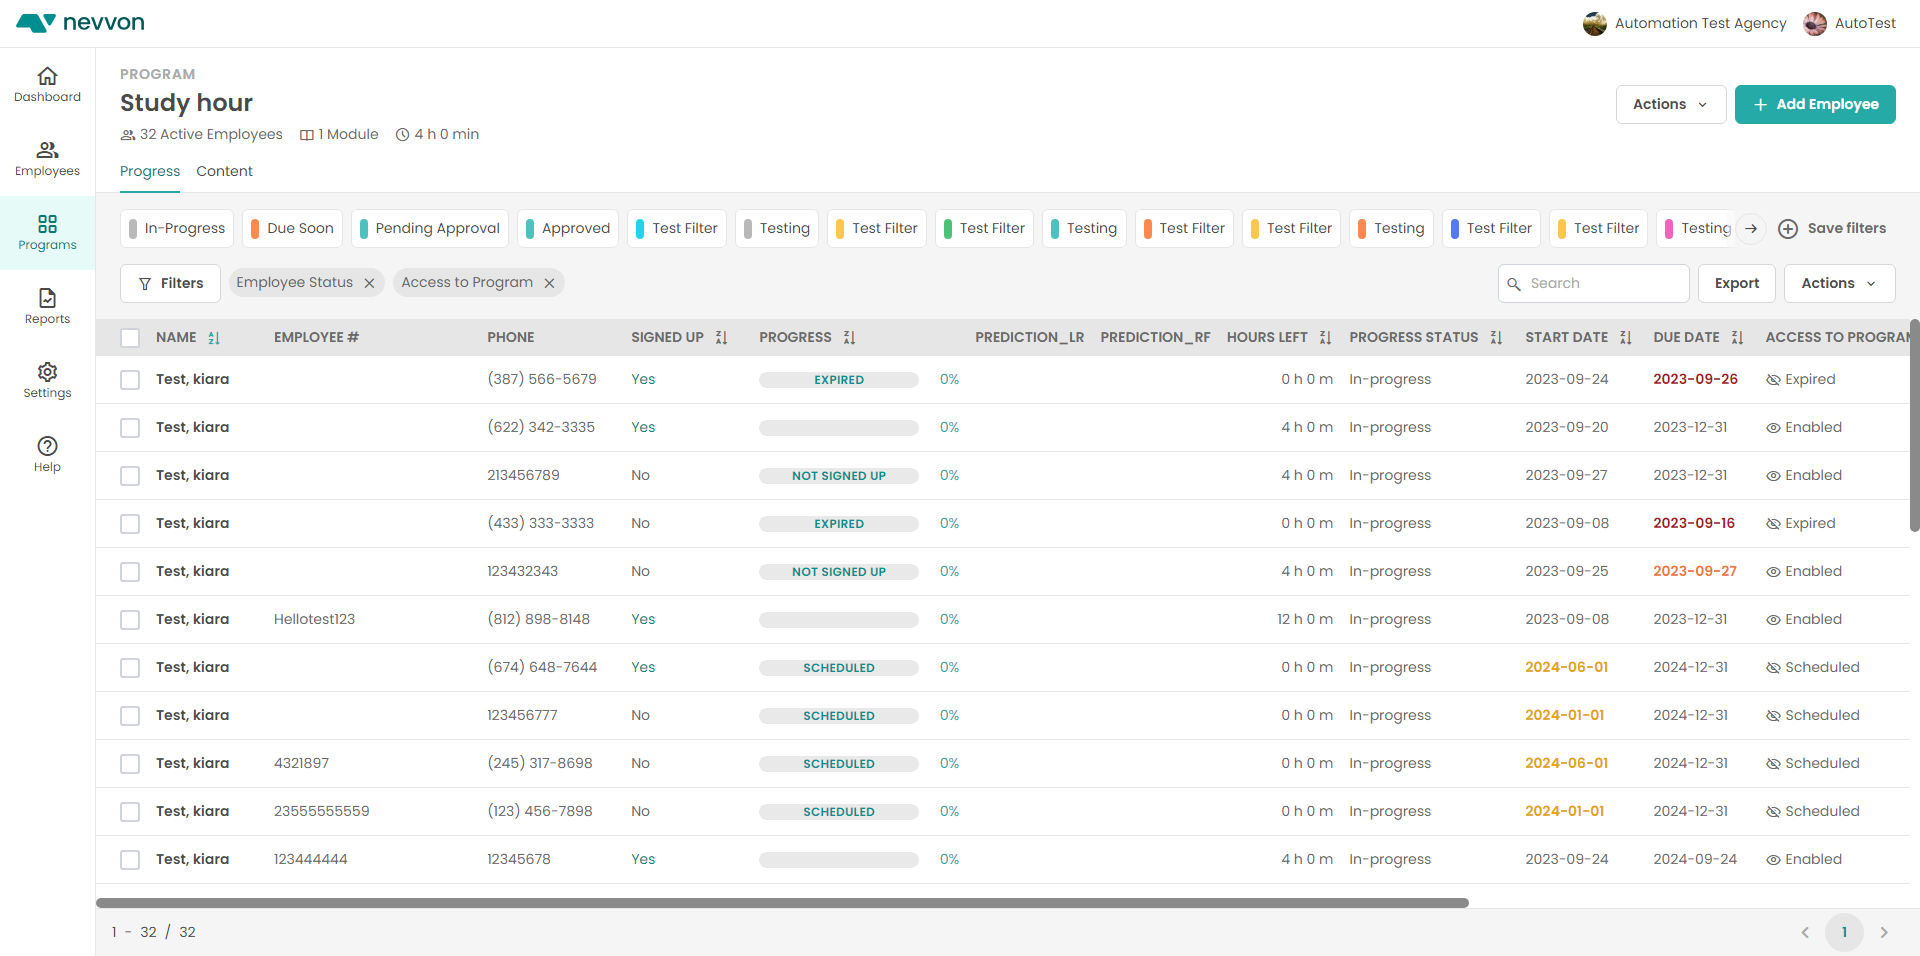 nevvon
Automation Test Agency AutoTest
Dashboard
Employees
Programs
Reports
Settings
Help
PROGRAM
Study hour
32 Active Employees 1 Module 4 h 0 min
Actions Add Employee
Progress Content
In-Progress Due Soon Pending Approval Approved Test Filter Testing Test Filter Test Filter Testing Test Filter Test Filter Testing Test Filter Test Filter Testing Save filters
Filters Employee Status Access to Program Search Export Actions
NAME EMPLOYEE # PHONE SIGNED UP PROGRESS PREDICTION_LR PREDICTION_RF HOURS LEFT PROGRESS STATUS START DATE DUE DATE ACCESS TO PROGRAM
Test, kiara (387) 566-5679 Yes EXPIRED 0% 0 h 0 m In-progress 2023-09-24 2023-09-26 Expired
Test, kiara (622) 342-3335 Yes 0% 4 h 0 m In-progress 2023-09-20 2023-12-31 Enabled
Test, kiara 213456789 No NOT SIGNED UP 0% 4 h 0 m In-progress 2023-09-27 2023-12-31 Enabled
Test, kiara (433) 333-3333 No EXPIRED 0% 0 h 0 m In-progress 2023-09-08 2023-09-16 Expired
Test, kiara 123432343 No NOT SIGNED UP 0% 4 h 0 m In-progress 2023-09-25 2023-09-27 Enabled
Test, kiara Hellotest123 (812) 898-8148 Yes 0% 12 h 0 m In-progress 2023-09-08 2023-12-31 Enabled
Test, kiara (674) 648-7644 Yes SCHEDULED 0% 0 h 0 m In-progress 2024-06-01 2024-12-31 Scheduled
Test, kiara 123456777 No SCHEDULED 0% 0 h 0 m In-progress 2024-01-01 2024-12-31 Scheduled
Test, kiara 4321897 (245) 317-8698 No SCHEDULED 0% 0 h 0 m In-progress 2024-06-01 2024-12-31 Scheduled
Test, kiara 23555555559 (123) 456-7898 No SCHEDULED 0% 0 h 0 m In-progress 2024-01-01 2024-12-31 Scheduled
Test, kiara 123444444 12345678 Yes 0% 4 h 0 m In-progress 2023-09-24 2024-09-24 Enabled
1 - 32 / 32 1